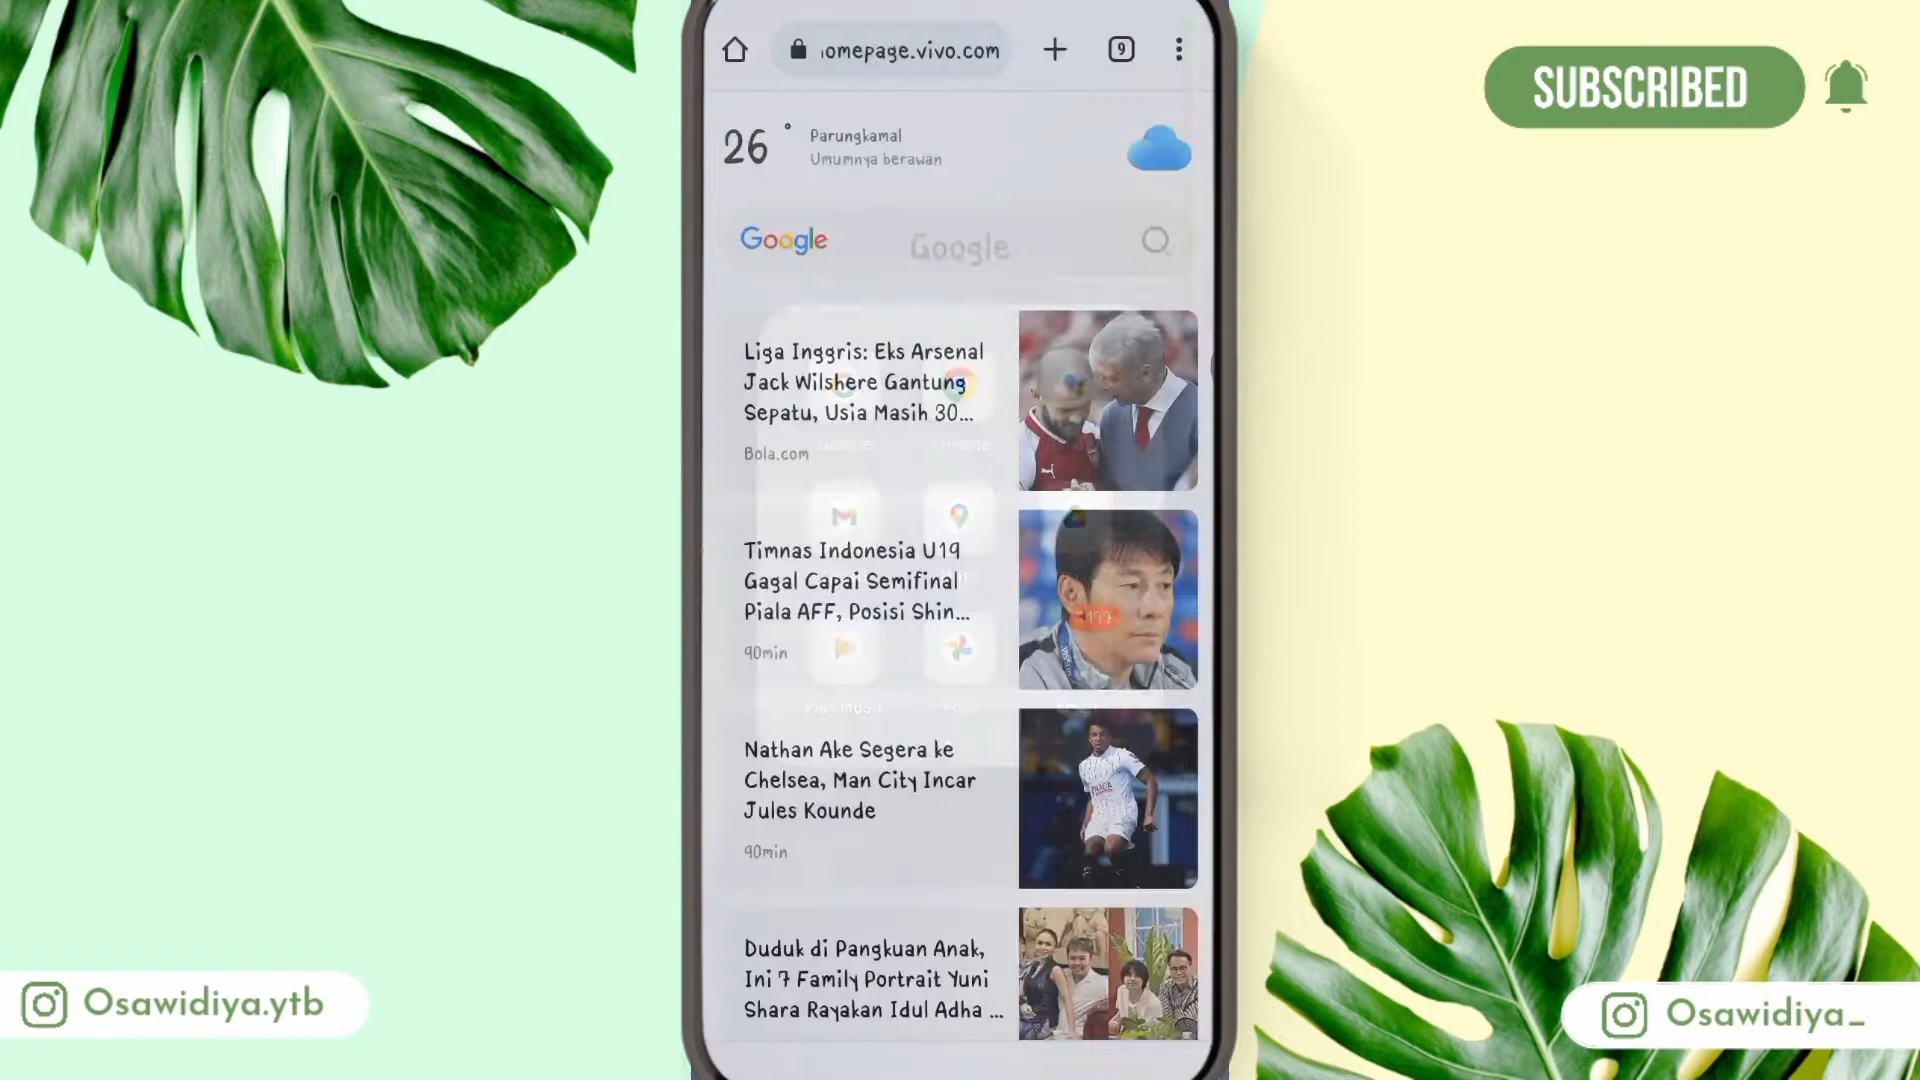 omepage.vivo.com
9
SUBSCRIBED
26°
Parungkamal
Umumnya berawan
Google
Google
Liga Inggris: Eks Arsenal
Jack Wilshere Gantung
Sepatu, Usia Masih 30...
Bola.com
Timnas Indonesia U19
Gagal Capai Semifinal
Piala AFF, Posisi Shin...
90min
Nathan Ake Segera ke
Chelsea, Man City Incar
Jules Kounde
90min
Duduk di Pangkuan Anak,
Ini 7 Family Portrait Yuni
Shara Rayakan Idul Adha ...
Osawidiya.ytb
Osawidiya_